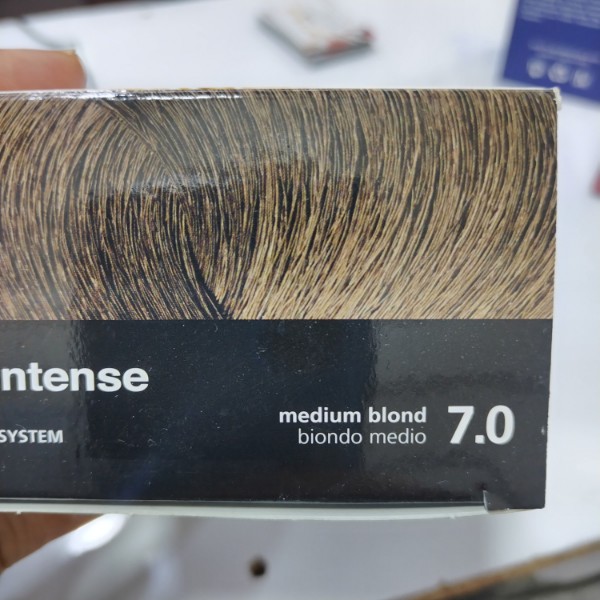 ntense
SYSTEM
medium blond
biondo medio
7.0